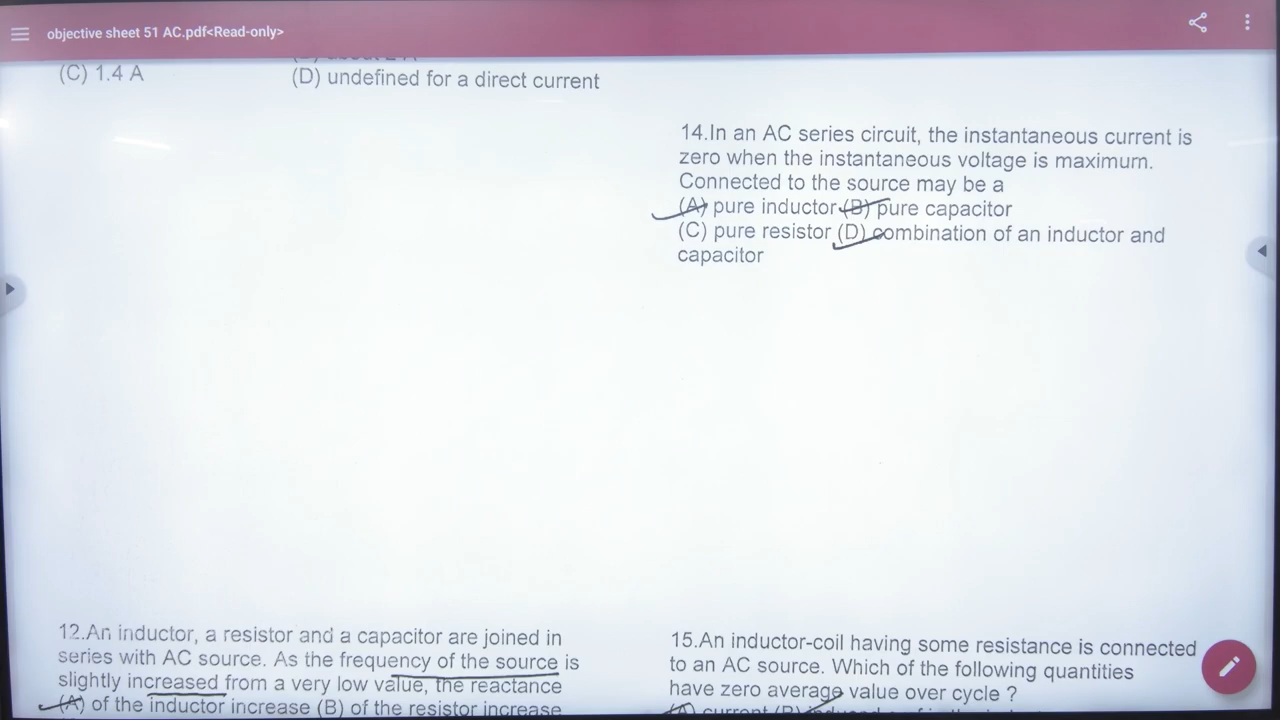 objective sheet 51 AC.pdf<Read-only>
(C) 1.4 A (D) undefined for a direct current
14.In an AC series circuit, the instantaneous current is
zero when the instantaneous voltage is maximum.
Connected to the source may be a
(A) pure inductor (B) pure capacitor
(C) pure resistor (D) combination of an inductor and
capacitor
12.An inductor, a resistor and a capacitor are joined in
series with AC source. As the frequency of the source is
slightly increased from a very low value, the reactance
(A) of the inductor increase (B) of the resistor increase
15.An inductor-coil having some resistance is connected
to an AC source. Which of the following quantities
have zero average value over cycle ?
(A) current (B)